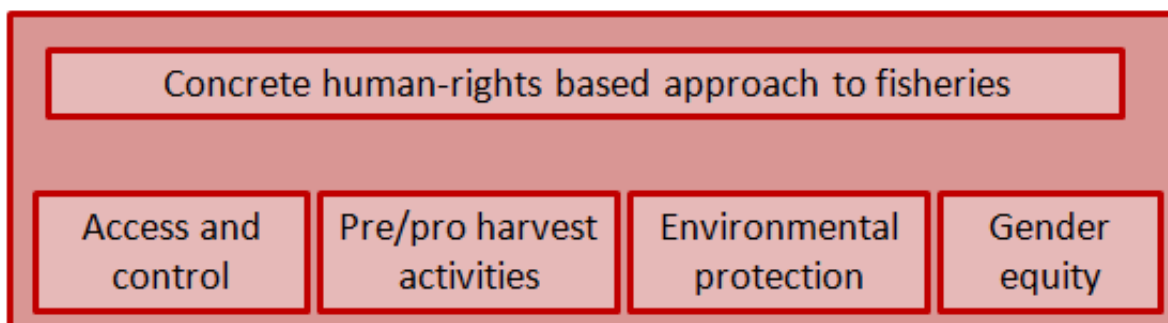 Concrete human-rights based approach to fisheries
Access and
control
Pre/pro harvest
activities
Environmental
protection
Gender
equity